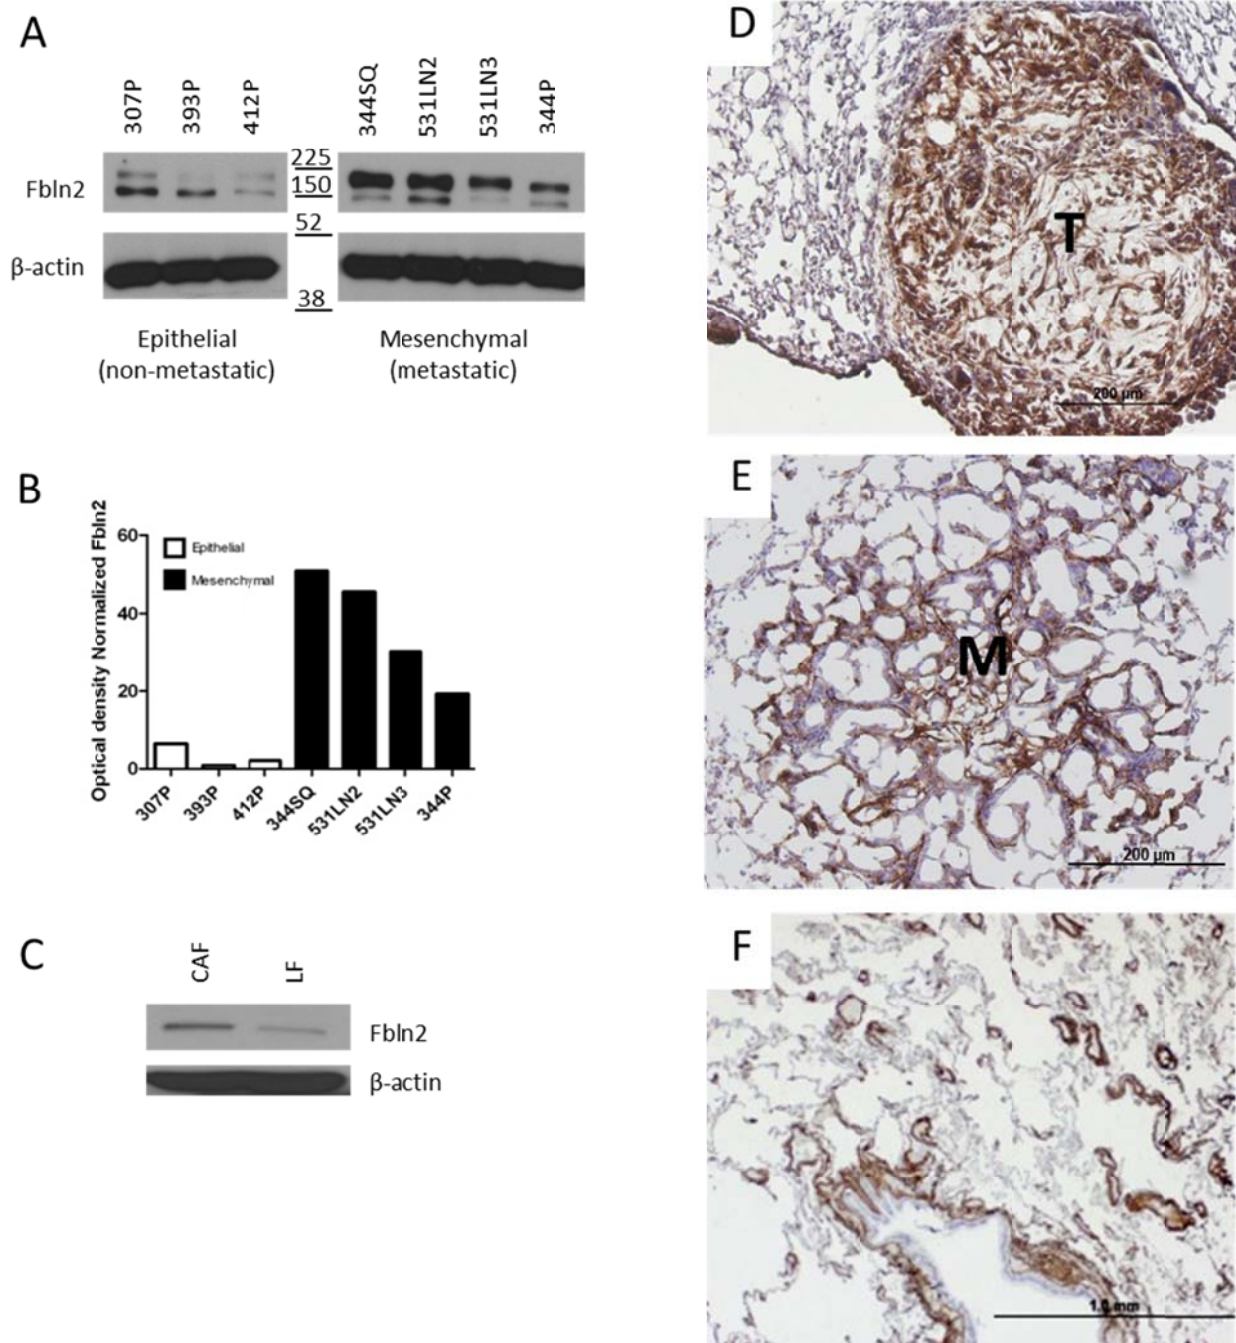 A
307P
393P
412P
344SQ
531LN2
531LN3
344P
225
150
52
38
Fbln2
β-actin
Epithelial
(non-metastatic)
Mesenchymal
(metastatic)
B
Optical density Normalized Fbln2
60
40
20
0
Epithelial
Mesenchymal
307P
393P
412P
344SQ
531LN2
531LN3
344P
C
CAF
LF
Fbln2
β-actin
D
T
200 µm
E
M
200 µm
F
1.0 mm